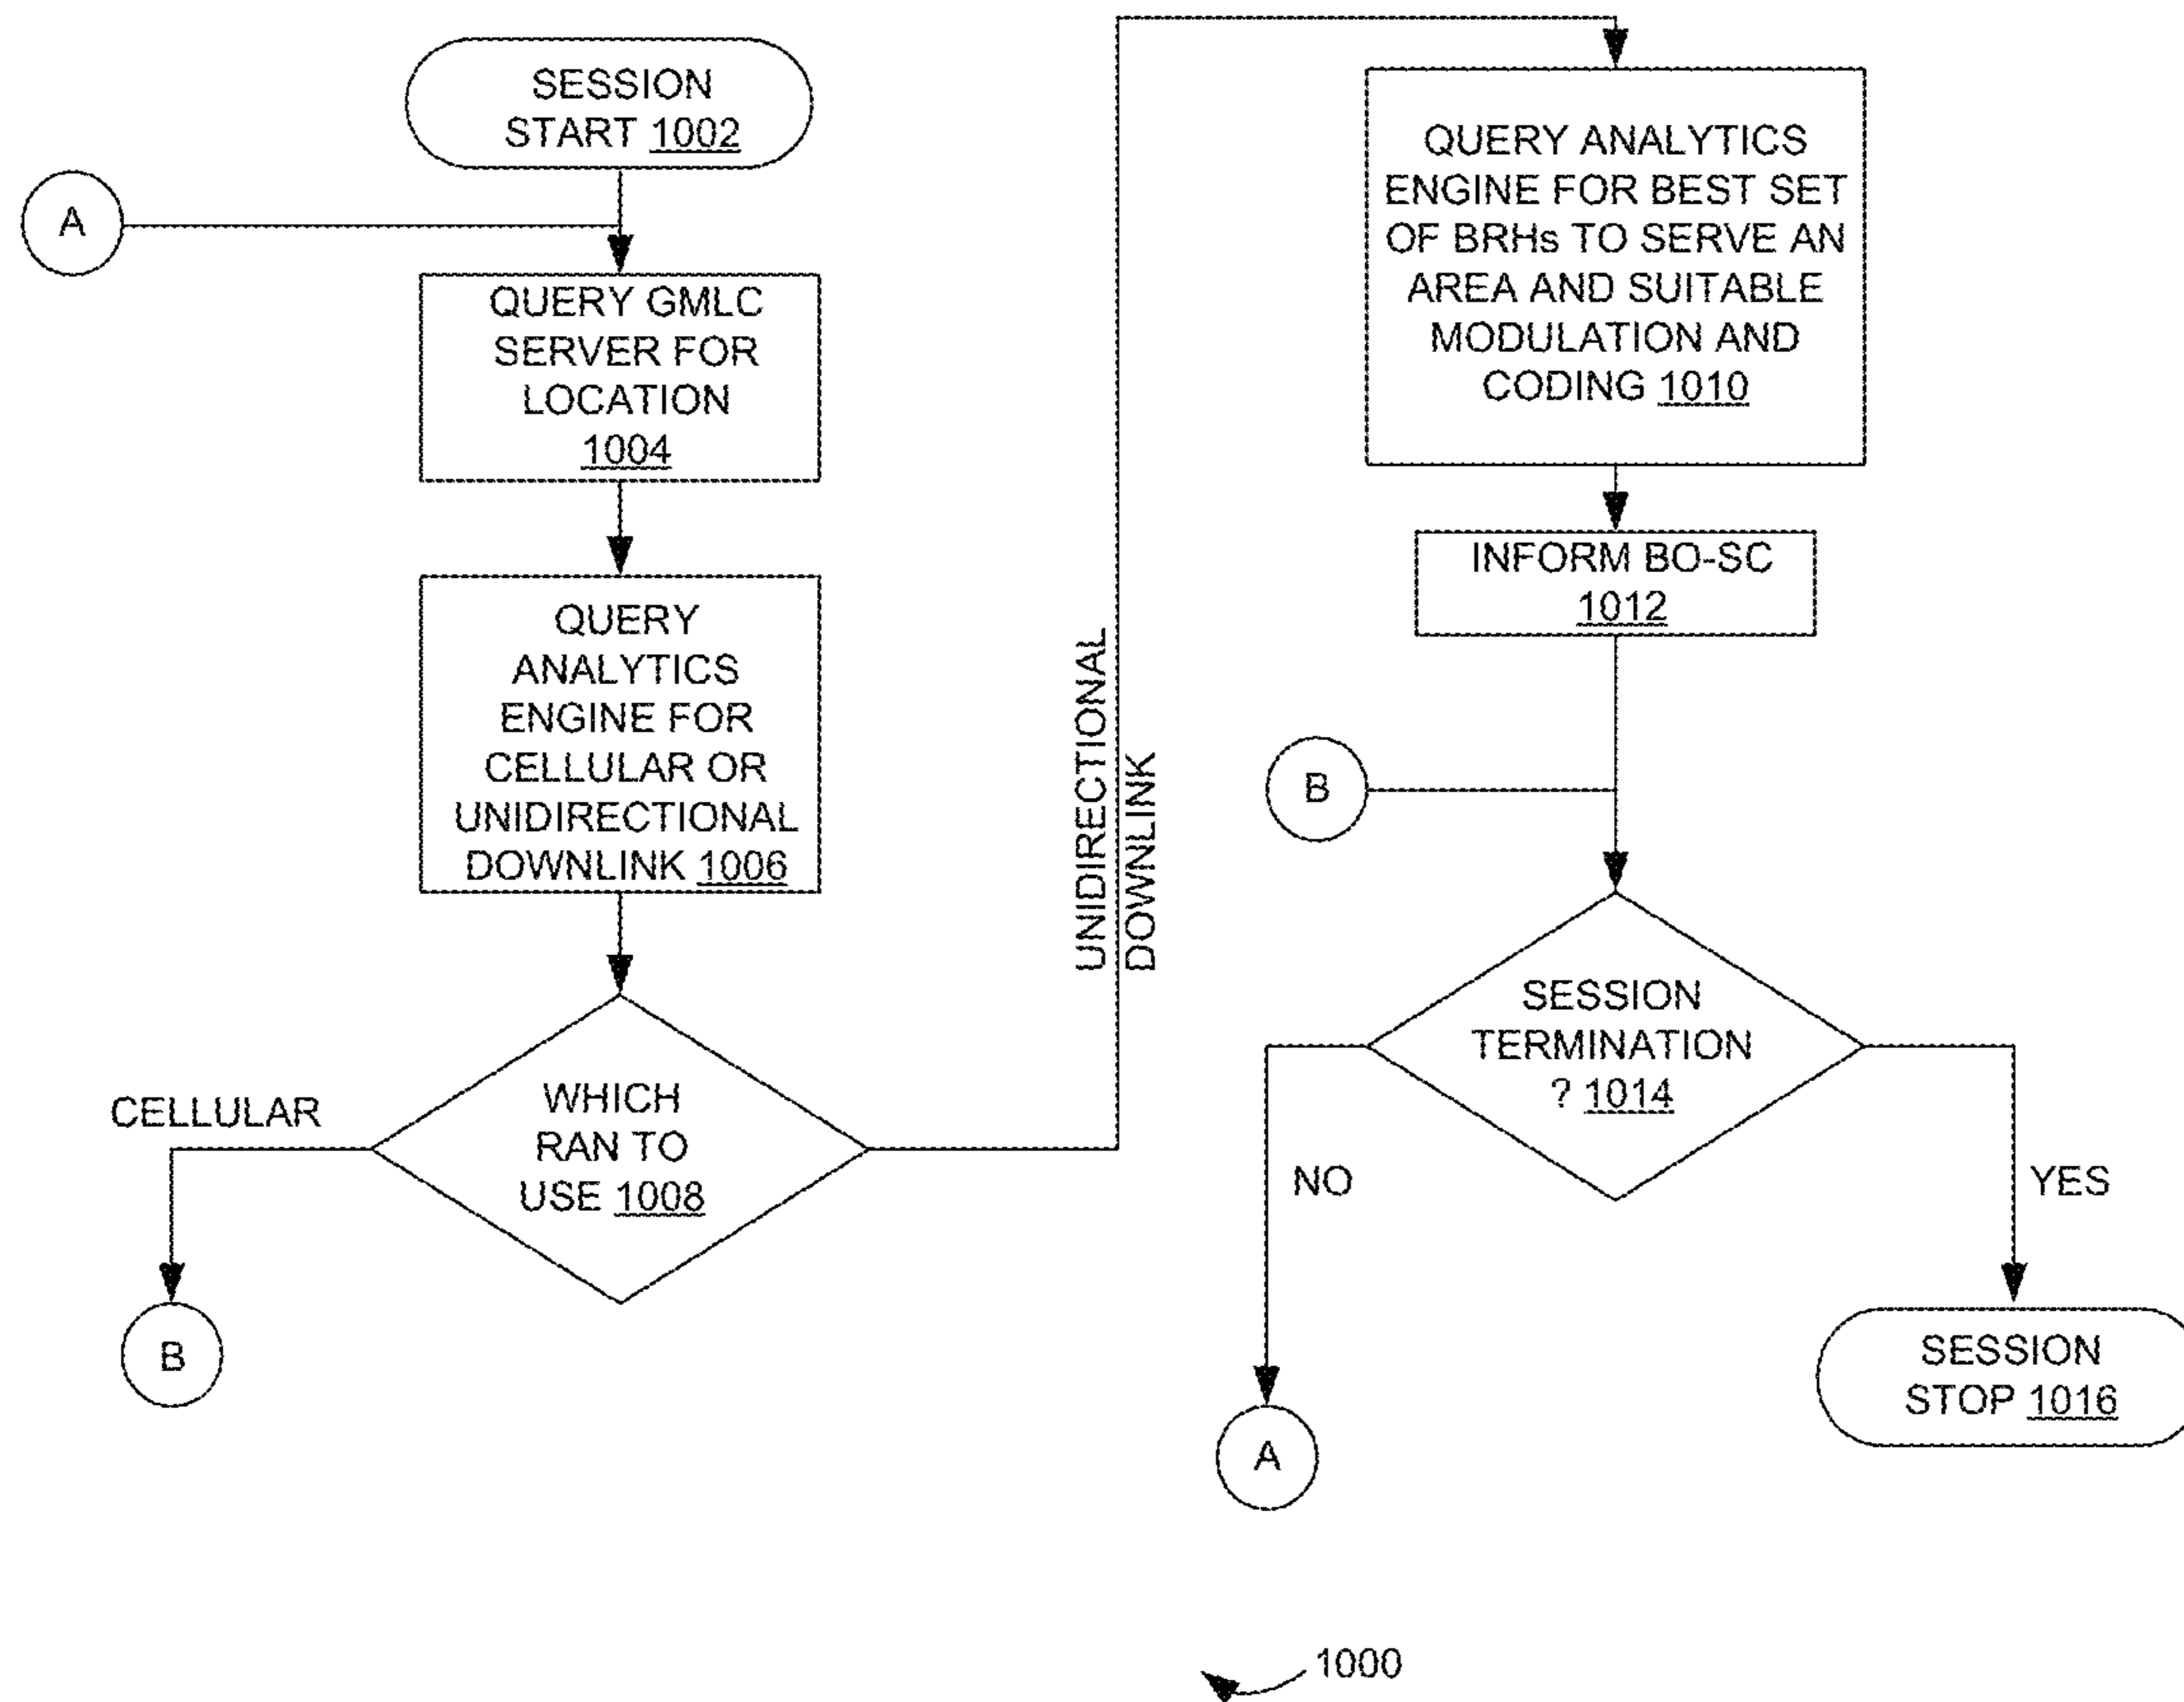 SESSION
START 1002
A
QUERY GMLC
SERVER FOR
LOCATION
1004
QUERY
ANALYTICS
ENGINE FOR
CELLULAR OR
UNIDIRECTIONAL
DOWNLINK 1006
CELLULAR
WHICH
RAN TO
USE 1008
B
UNIDIRECTIONAL
DOWNLINK
QUERY ANALYTICS
ENGINE FOR BEST SET
OF BRHs TO SERVE AN
AREA AND SUITABLE
MODULATION AND
CODING 1010
INFORM BO-SC
1012
B
SESSION
TERMINATION
? 1014
NO
YES
A
SESSION
STOP 1016
1000